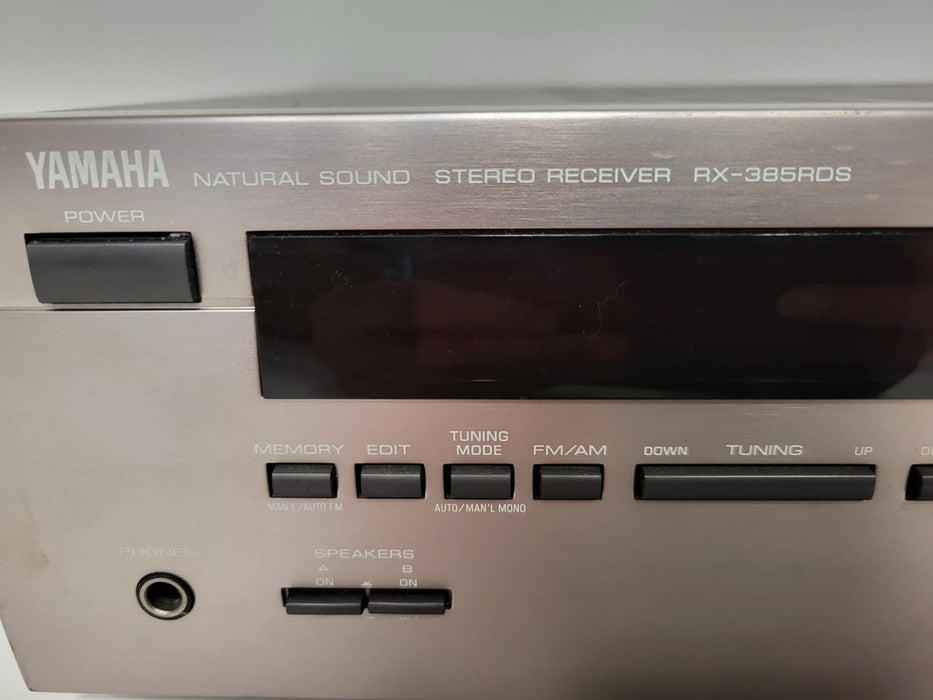 YAMAHA NATURAL SOUND STEREO RECEIVER RX-385RDS
POWER
MEMORY EDIT TUNING MODE FM/AM DOWN TUNING UP
MAN'L/AUTO FM AUTO/MAN'L MONO
PHONES
SPEAKERS
A B
ON ON